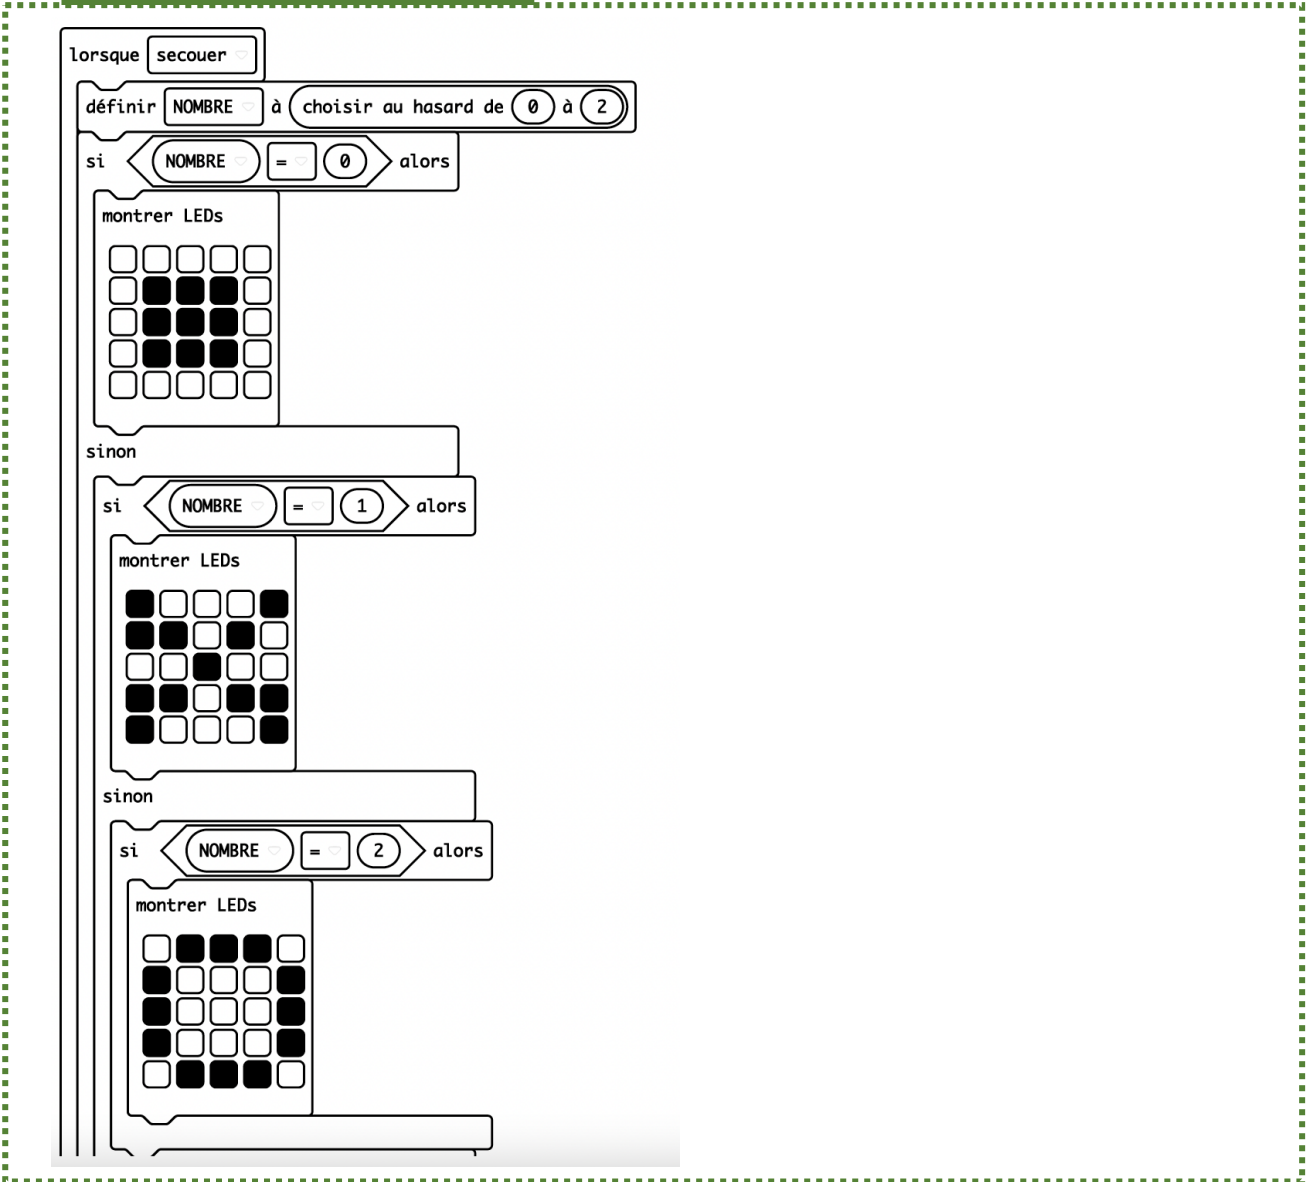 lorsque secouer
définir NOMBRE à choisir au hasard de 0 à 2
si NOMBRE = 0 alors
montrer LEDs
sinon
si NOMBRE = 1 alors
montrer LEDs
sinon
si NOMBRE = 2 alors
montrer LEDs